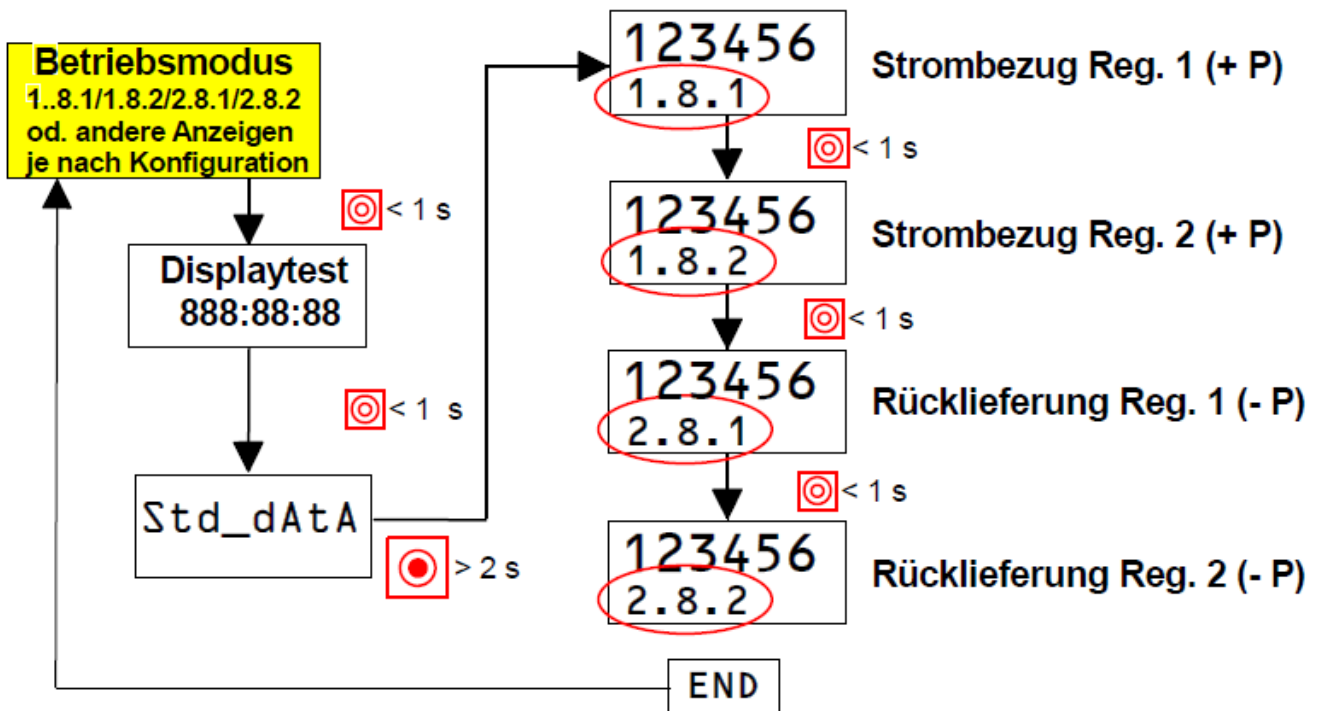 Betriebsmodus
1..8.1/1.8.2/2.8.1/2.8.2
od. andere Anzeigen
je nach Konfiguration
< 1 s
Displaytest
888:88:88
< 1 s
Std_dAtA
> 2 s
123456
1.8.1
Strombezug Reg. 1 (+ P)
< 1 s
123456
1.8.2
Strombezug Reg. 2 (+ P)
< 1 s
123456
2.8.1
Rücklieferung Reg. 1 (- P)
< 1 s
123456
2.8.2
Rücklieferung Reg. 2 (- P)
END